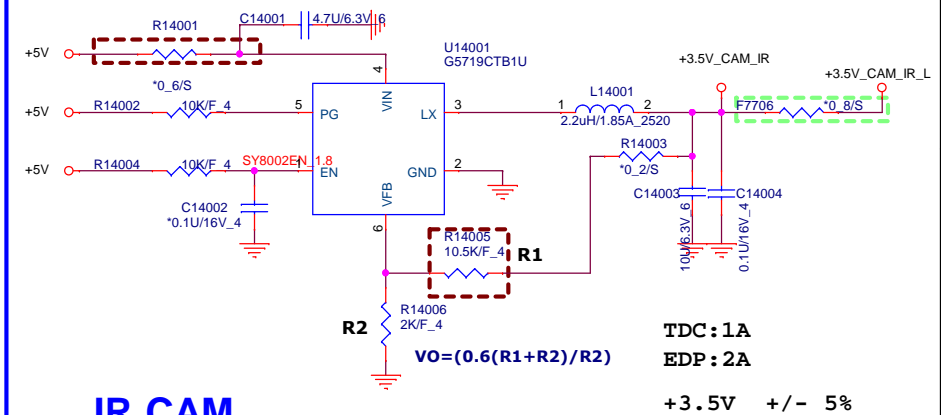 R14001
C14001
4.7U/6.3V_6
+5V
*0_6/S
4
U14001
G5719CTB1U
VIN
+5V
R14002
10K/F_4
5
PG
LX
3
1
L14001
2
2.2uH/1.85A_2520
+3.5V_CAM_IR
+3.5V_CAM_IR_L
F7706
*0_8/S
+5V
R14004
10K/F_4
SY8002EN_1.8
1
EN
GND
2
VFB
6
R14003
*0_2/S
C14002
*0.1U/16V_4
C14003
10U/6.3V_6
C14004
0.1U/16V_4
R14005
10.5K/F_4
R1
R2
R14006
2K/F_4
VO=(0.6(R1+R2)/R2)
TDC:1A
EDP:2A
+3.5V +/- 5%
IR CAM